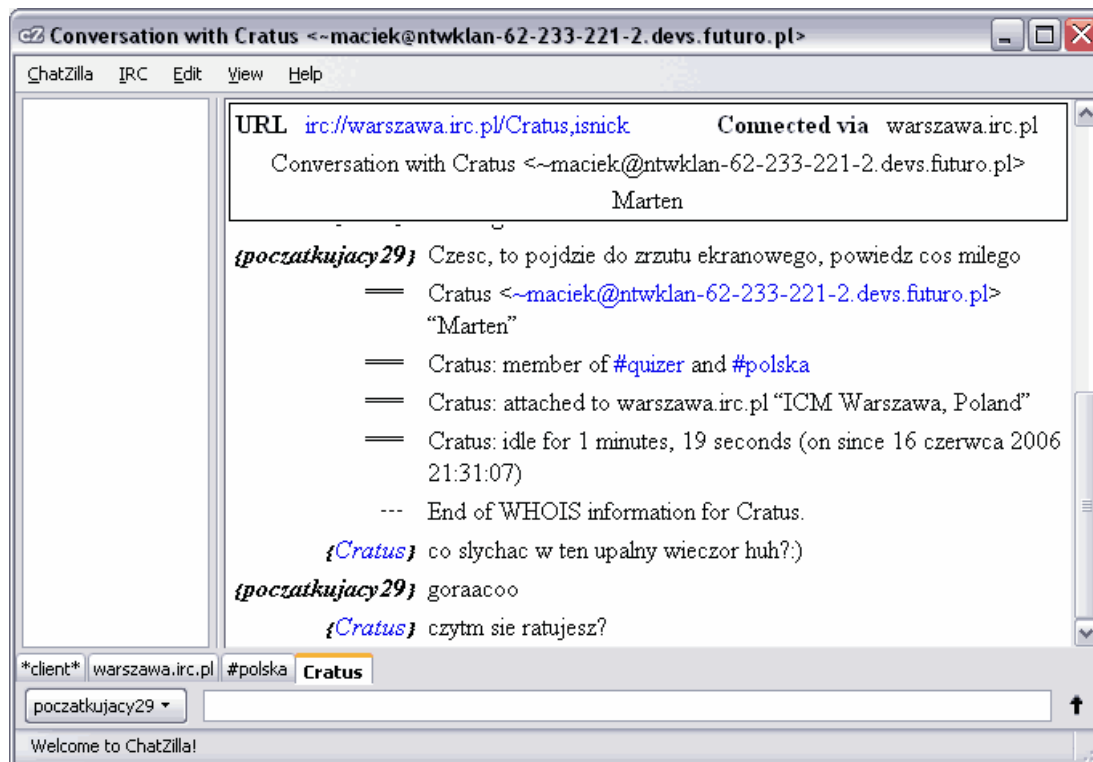 cZ Conversation with Cratus <~maciek@ntwklan-62-233-221-2.devs.futuro.pl>
ChatZilla IRC Edit View Help
URL irc://warszawa.irc.pl/Cratus,isnick Connected via warszawa.irc.pl
Conversation with Cratus <~maciek@ntwklan-62-233-221-2.devs.futuro.pl>
Marten
{poczatkujacy29} Czesc, to pojdzie do zrzutu ekranowego, powiedz cos milego
=== Cratus <~maciek@ntwklan-62-233-221-2.devs.futuro.pl>
“Marten”
=== Cratus: member of #quizer and #polska
=== Cratus: attached to warszawa.irc.pl “ICM Warszawa, Poland”
=== Cratus: idle for 1 minutes, 19 seconds (on since 16 czerwca 2006
21:31:07)
--- End of WHOIS information for Cratus.
{Cratus} co slychac w ten upalny wieczor huh?:)
{poczatkujacy29} goraacoo
{Cratus} czytm sie ratujesz?
*client* warszawa.irc.pl #polska Cratus
poczatkujacy29
Welcome to ChatZilla!